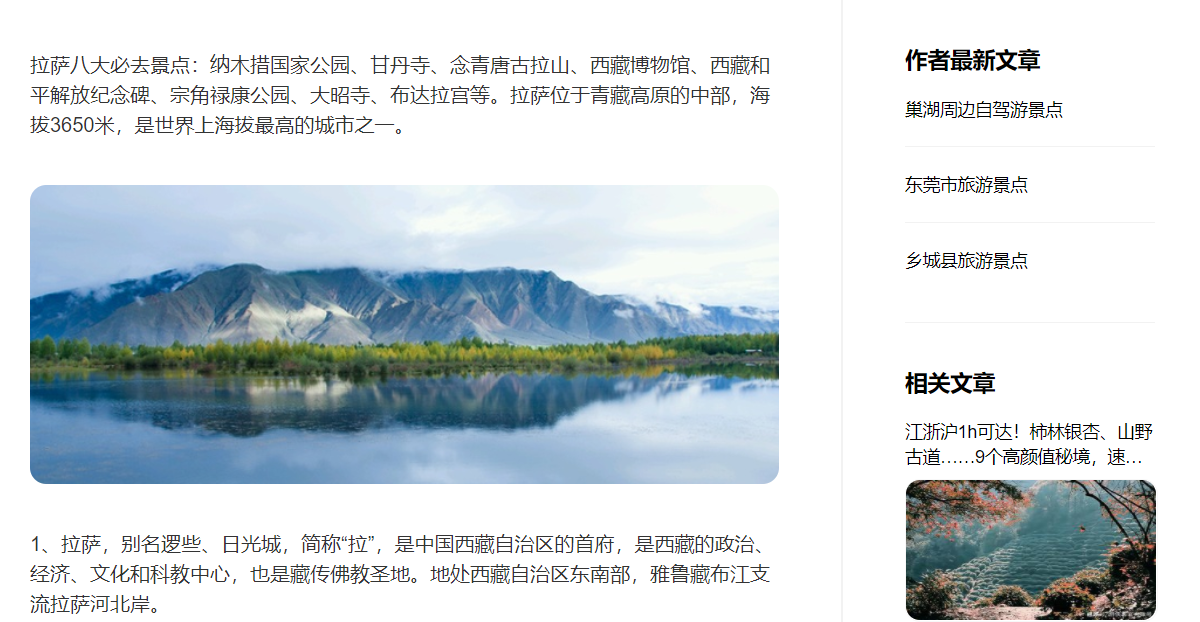 拉萨八大必去景点：纳木措国家公园、甘丹寺、念青唐古拉山、西藏博物馆、西藏和
平解放纪念碑、宗角禄康公园、大昭寺、布达拉宫等。拉萨位于青藏高原的中部，海
拔3650米，是世界上海拔最高的城市之一。
1、拉萨，别名逻些、日光城，简称“拉”，是中国西藏自治区的首府，是西藏的政治、
经济、文化和科教中心，也是藏传佛教圣地。地处西藏自治区东南部，雅鲁藏布江支
流拉萨河北岸。
作者最新文章
巢湖周边自驾游景点
东莞市旅游景点
乡城县旅游景点
相关文章
江浙沪1h可达！柿林银杏、山野
古道……9个高颜值秘境，速…